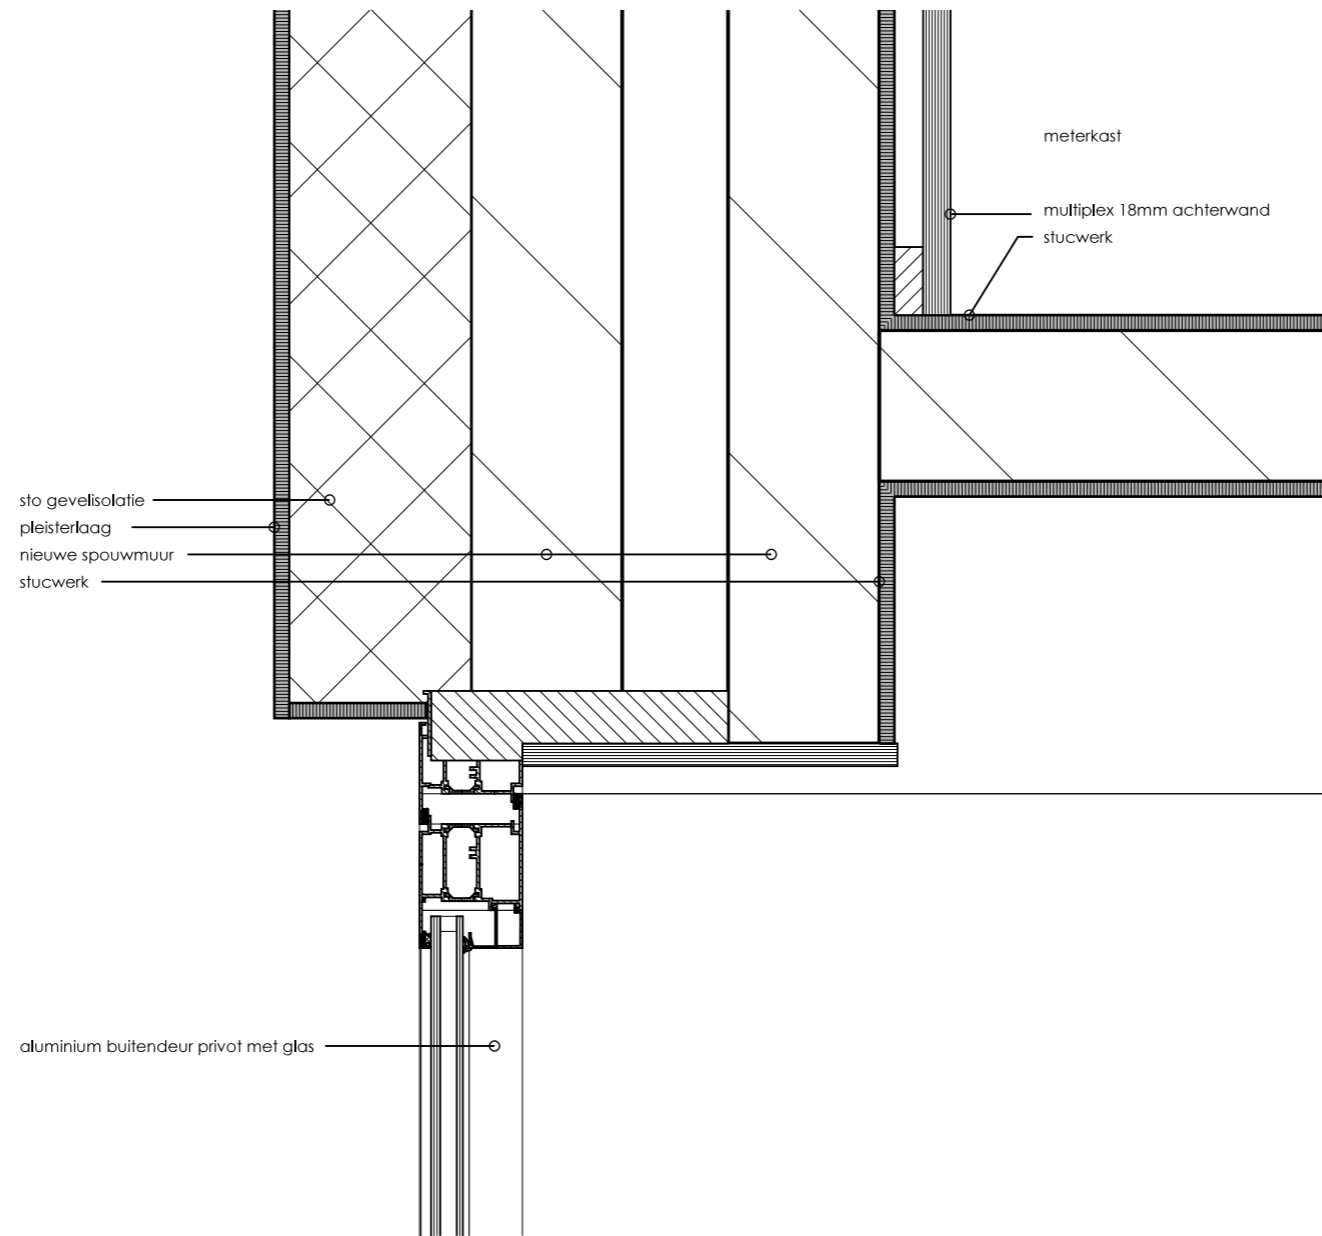 meterkast
multiplex 18mm achterwand
stucwerk
sto gevelisolatie
pleisterlaag
nieuwe spouwmuur
stucwerk
aluminium buitendeur privot met glas